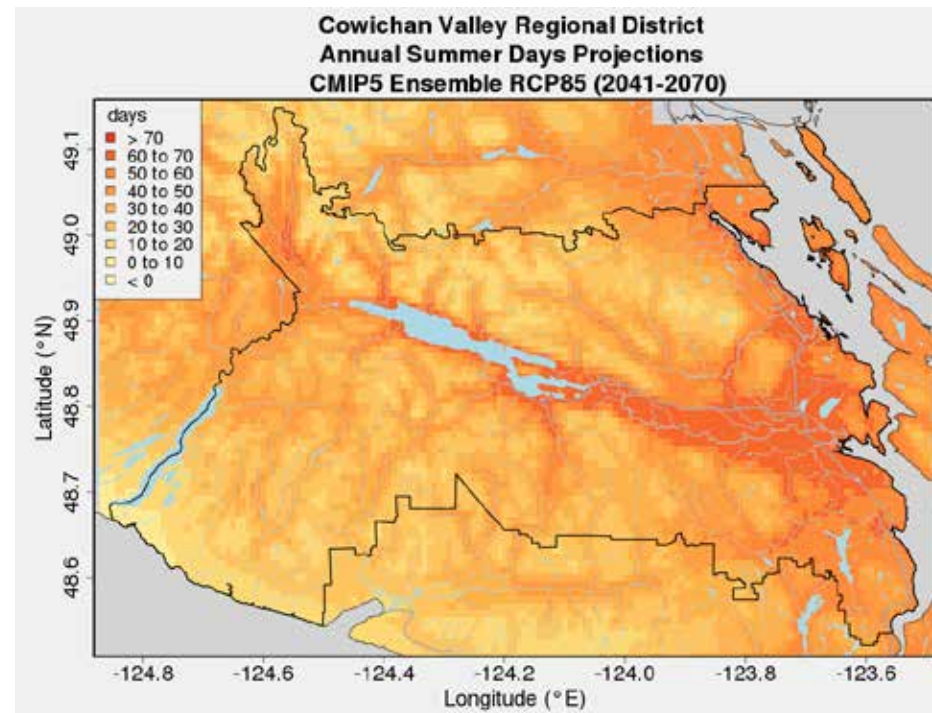 Cowichan Valley Regional District
Annual Summer Days Projections
CMIP5 Ensemble RCP85 (2041-2070)
days
> 70
60 to 70
50 to 60
40 to 50
30 to 40
20 to 30
10 to 20
0 to 10
< 0
Latitude (°N)
49.1
49.0
48.9
48.8
48.7
48.6
-124.8 -124.6 -124.4 -124.2 -124.0 -123.8 -123.6
Longitude (°E)